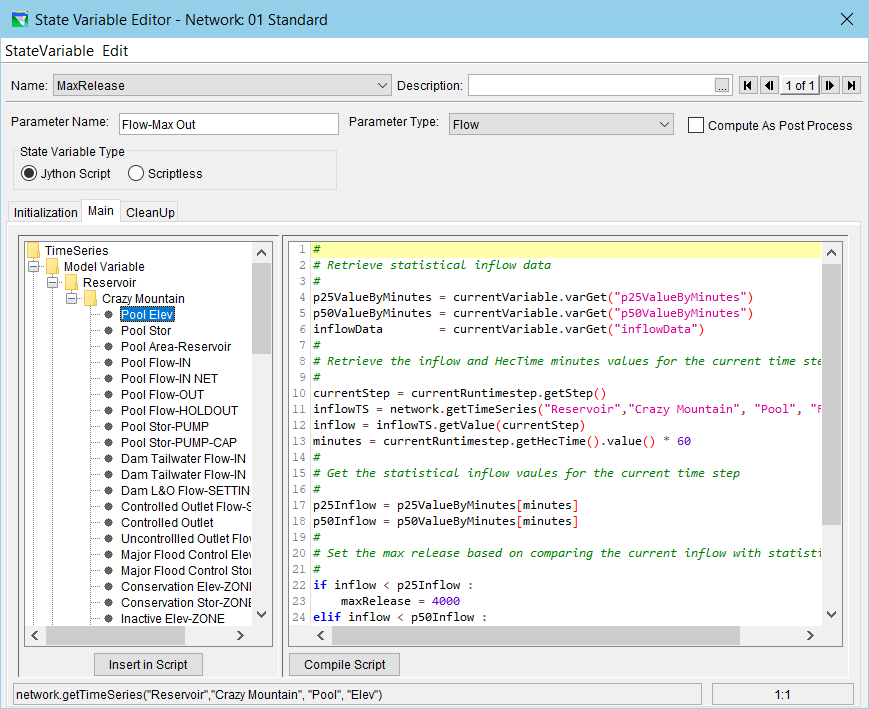 State Variable Editor - Network: 01 Standard
StateVariable Edit
Name: MaxRelease Description: ... 1 of 1
Parameter Name: Flow-Max Out Parameter Type: Flow Compute As Post Process
State Variable Type
Jython Script Scriptless
Initialization Main CleanUp
TimeSeries
Model Variable
Reservoir
Crazy Mountain
Pool Elev
Pool Stor
Pool Area-Reservoir
Pool Flow-IN
Pool Flow-IN NET
Pool Flow-OUT
Pool Flow-HOLDOUT
Pool Stor-PUMP
Pool Stor-PUMP-CAP
Dam Tailwater Flow-IN
Dam Tailwater Flow-IN
Dam L&O Flow-SETTIN
Controlled Outlet Flow-S
Controlled Outlet
Uncontrollled Outlet Flow
Major Flood Control Elev
Major Flood Control Stor
Conservation Elev-ZONE
Conservation Stor-ZONE
Inactive Elev-ZONE
1 #
2 # Retrieve statistical inflow data
3 #
4 p25ValueByMinutes = currentVariable.varGet("p25ValueByMinutes")
5 p50ValueByMinutes = currentVariable.varGet("p50ValueByMinutes")
6 inflowData = currentVariable.varGet("inflowData")
7 #
8 # Retrieve the inflow and HecTime minutes values for the current time ste
9 #
10 currentStep = currentRuntimestep.getStep()
11 inflowTS = network.getTimeSeries("Reservoir","Crazy Mountain", "Pool", "F
12 inflow = inflowTS.getValue(currentStep)
13 minutes = currentRuntimestep.getHecTime().value() * 60
14 #
15 # Get the statistical inflow vaules for the current time step
16 #
17 p25Inflow = p25ValueByMinutes[minutes]
18 p50Inflow = p50ValueByMinutes[minutes]
19 #
20 # Set the max release based on comparing the current inflow with statisti
21 #
22 if inflow < p25Inflow :
23 maxRelease = 4000
24 elif inflow < p50Inflow :
Insert in Script Compile Script
network.getTimeSeries("Reservoir","Crazy Mountain", "Pool", "Elev") 1:1